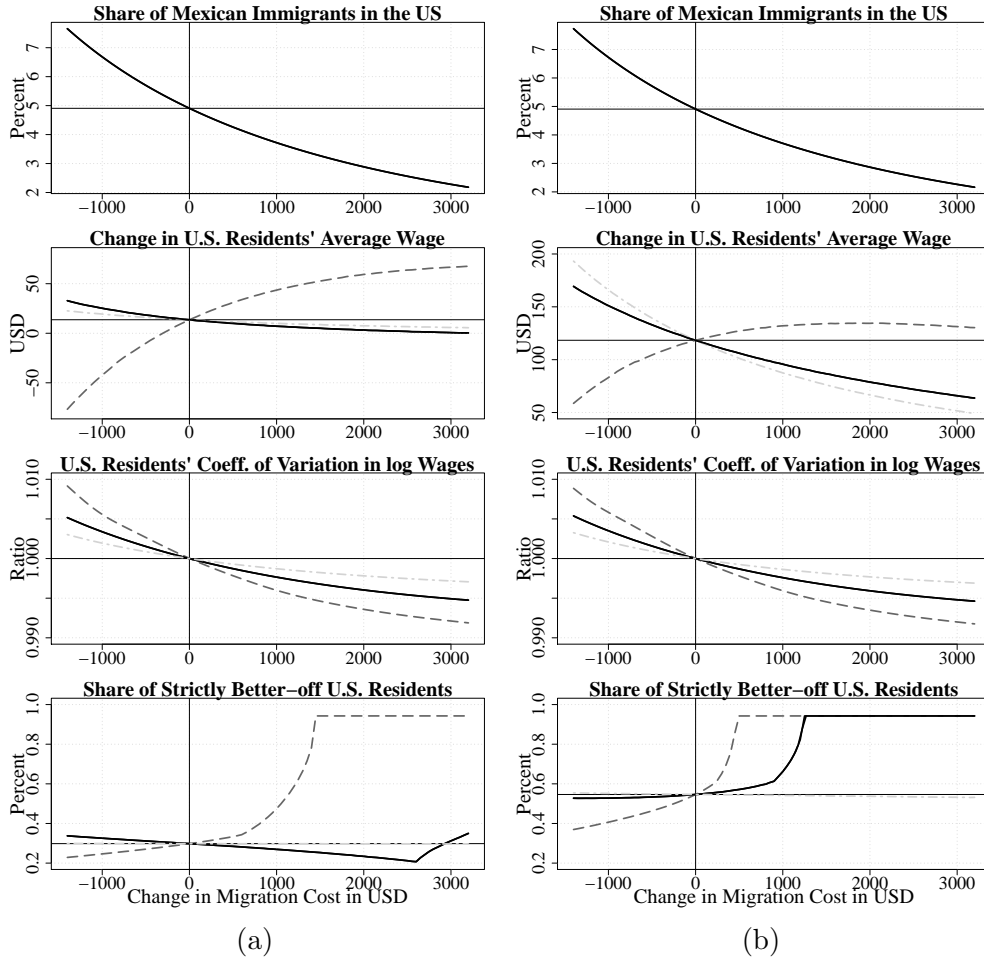 Share of Mexican Immigrants in the US
Percent
2 3 4 5 6 7
−1000 0 1000 2000 3000
Change in U.S. Residents' Average Wage
USD
−50 0 50
−1000 0 1000 2000 3000
U.S. Residents' Coeff. of Variation in log Wages
Ratio
0.990 1.000 1.010
−1000 0 1000 2000 3000
Share of Strictly Better−off U.S. Residents
Percent
0.2 0.4 0.6 0.8 1.0
−1000 0 1000 2000 3000
Change in Migration Cost in USD
(a)
Share of Mexican Immigrants in the US
Percent
2 3 4 5 6 7
−1000 0 1000 2000 3000
Change in U.S. Residents' Average Wage
USD
50 100 150 200
−1000 0 1000 2000 3000
U.S. Residents' Coeff. of Variation in log Wages
Ratio
0.990 1.000 1.010
−1000 0 1000 2000 3000
Share of Strictly Better−off U.S. Residents
Percent
0.2 0.4 0.6 0.8 1.0
−1000 0 1000 2000 3000
Change in Migration Cost in USD
(b)